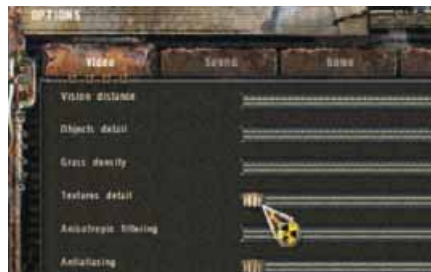 OPTIONS
Video Sound Game
Vision distance
Objects detail
Grass density
Textures detail
Anisotropic filtering
Antialiasing